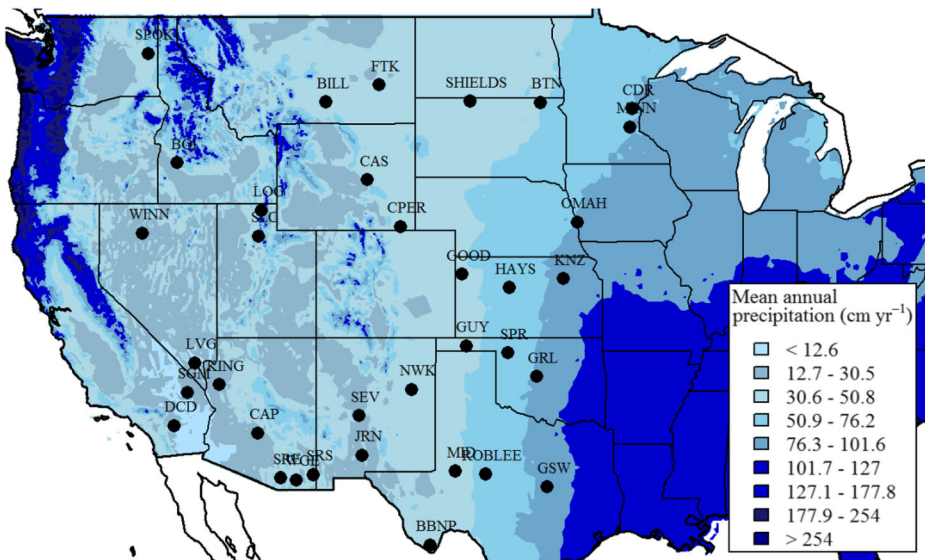 SPOK
FTK
BILL
SHIELDS
BTN
CDR
BOI
CAS
LOG
SLC
CPER
WINN
OMAH
GOOD
HAYS
KNZ
GUY
SPR
LVG
KING
GRL
SGM
NWK
DCD
CAP
SEV
JRN
SRS
MID
ROBLEE
GSW
BBNP
Mean annual
precipitation (cm yr⁻¹)
< 12.6
12.7 - 30.5
30.6 - 50.8
50.9 - 76.2
76.3 - 101.6
101.7 - 127
127.1 - 177.8
177.9 - 254
> 254